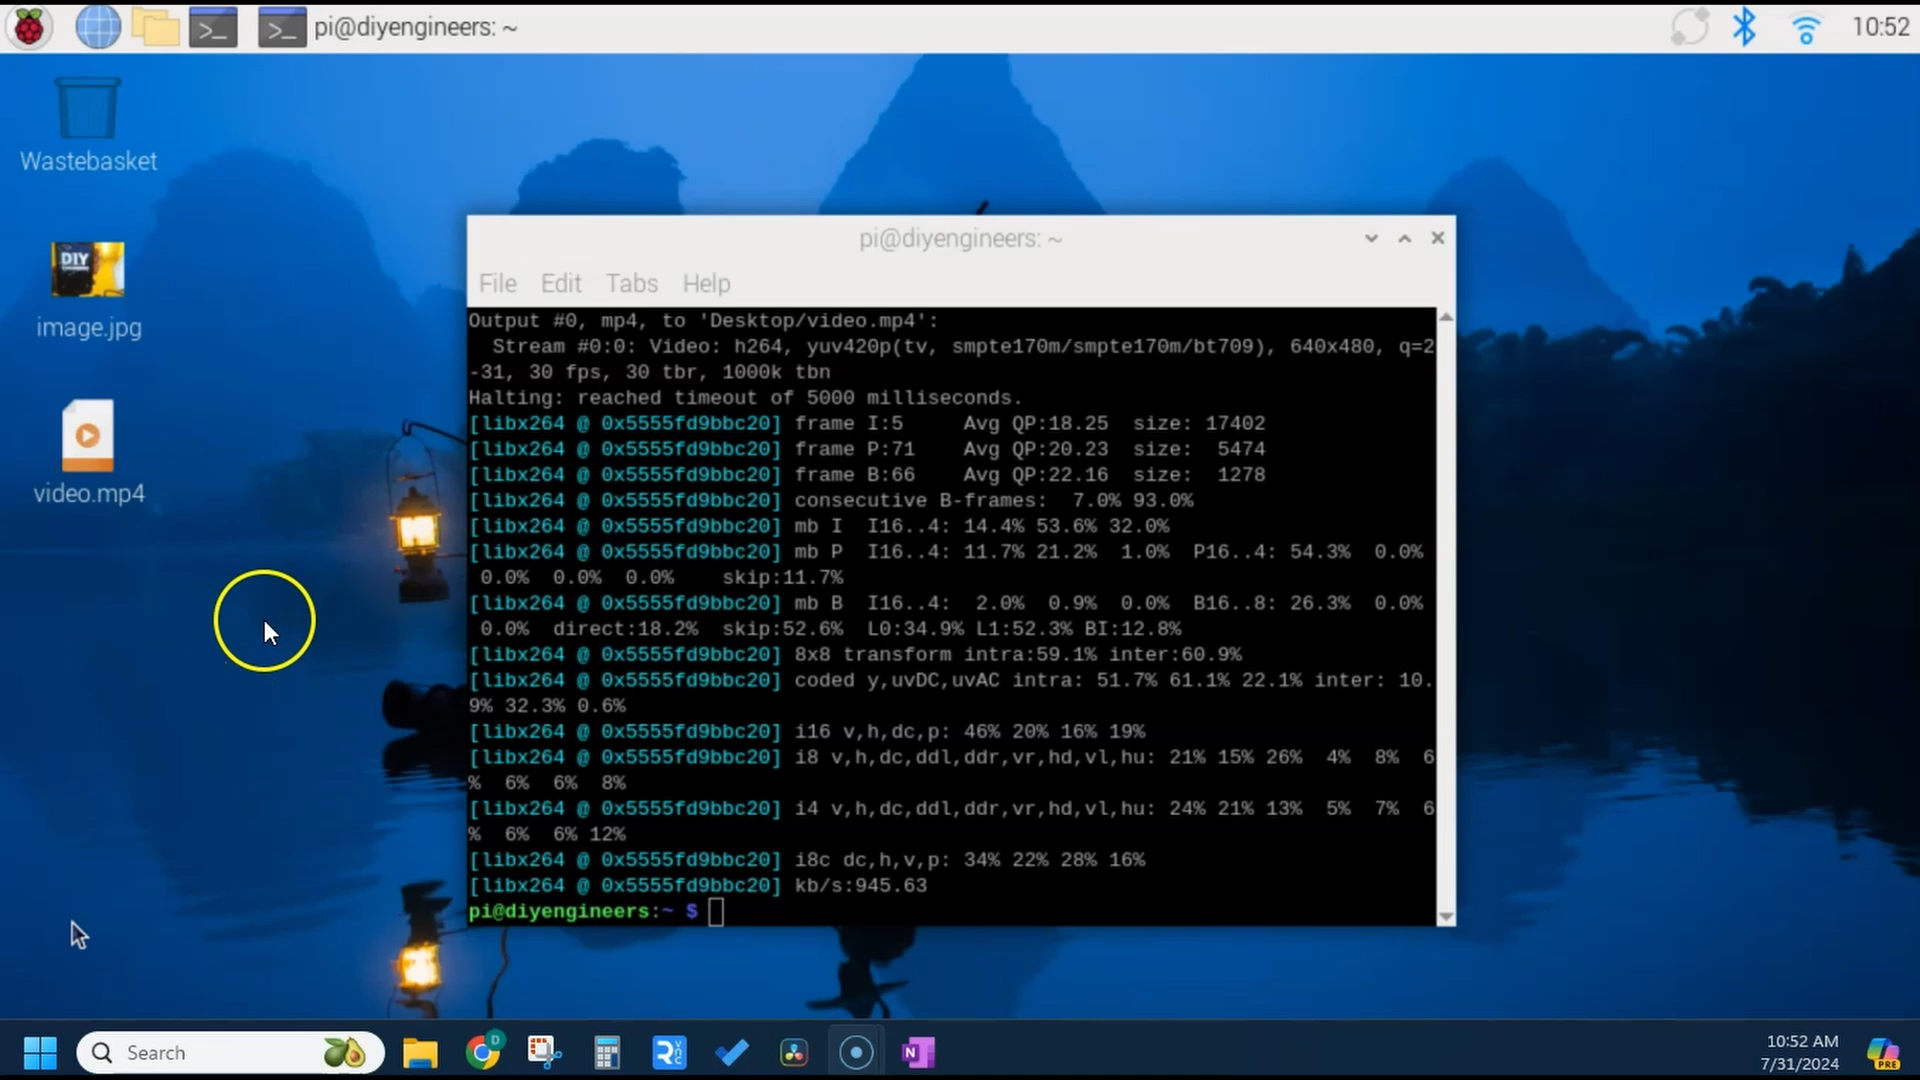 pi@diyengineers: ~
10:52
Wastebasket
DIY
image.jpg
video.mp4
pi@diyengineers: ~
File Edit Tabs Help
Output #0, mp4, to 'Desktop/video.mp4':
Stream #0:0: Video: h264, yuv420p(tv, smpte170m/smpte170m/bt709), 640x480, q=2
-31, 30 fps, 30 tbr, 1000k tbn
Halting: reached timeout of 5000 milliseconds.
[libx264 @ 0x5555fd9bbc20] frame I:5 Avg QP:18.25 size: 17402
[libx264 @ 0x5555fd9bbc20] frame P:71 Avg QP:20.23 size: 5474
[libx264 @ 0x5555fd9bbc20] frame B:66 Avg QP:22.16 size: 1278
[libx264 @ 0x5555fd9bbc20] consecutive B-frames: 7.0% 93.0%
[libx264 @ 0x5555fd9bbc20] mb I I16..4: 14.4% 53.6% 32.0%
[libx264 @ 0x5555fd9bbc20] mb P I16..4: 11.7% 21.2% 1.0% P16..4: 54.3% 0.0%
0.0% 0.0% 0.0% skip:11.7%
[libx264 @ 0x5555fd9bbc20] mb B I16..4: 2.0% 0.9% 0.0% B16..8: 26.3% 0.0%
0.0% direct:18.2% skip:52.6% L0:34.9% L1:52.3% BI:12.8%
[libx264 @ 0x5555fd9bbc20] 8x8 transform intra:59.1% inter:60.9%
[libx264 @ 0x5555fd9bbc20] coded y,uvDC,uvAC intra: 51.7% 61.1% 22.1% inter: 10.
9% 32.3% 0.6%
[libx264 @ 0x5555fd9bbc20] i16 v,h,dc,p: 46% 20% 16% 19%
[libx264 @ 0x5555fd9bbc20] i8 v,h,dc,ddl,ddr,vr,hd,vl,hu: 21% 15% 26% 4% 8% 6
% 6% 6% 8%
[libx264 @ 0x5555fd9bbc20] i4 v,h,dc,ddl,ddr,vr,hd,vl,hu: 24% 21% 13% 5% 7% 6
% 6% 6% 12%
[libx264 @ 0x5555fd9bbc20] i8c dc,h,v,p: 34% 22% 28% 16%
[libx264 @ 0x5555fd9bbc20] kb/s:945.63
pi@diyengineers:~ $
Search
10:52 AM
7/31/2024